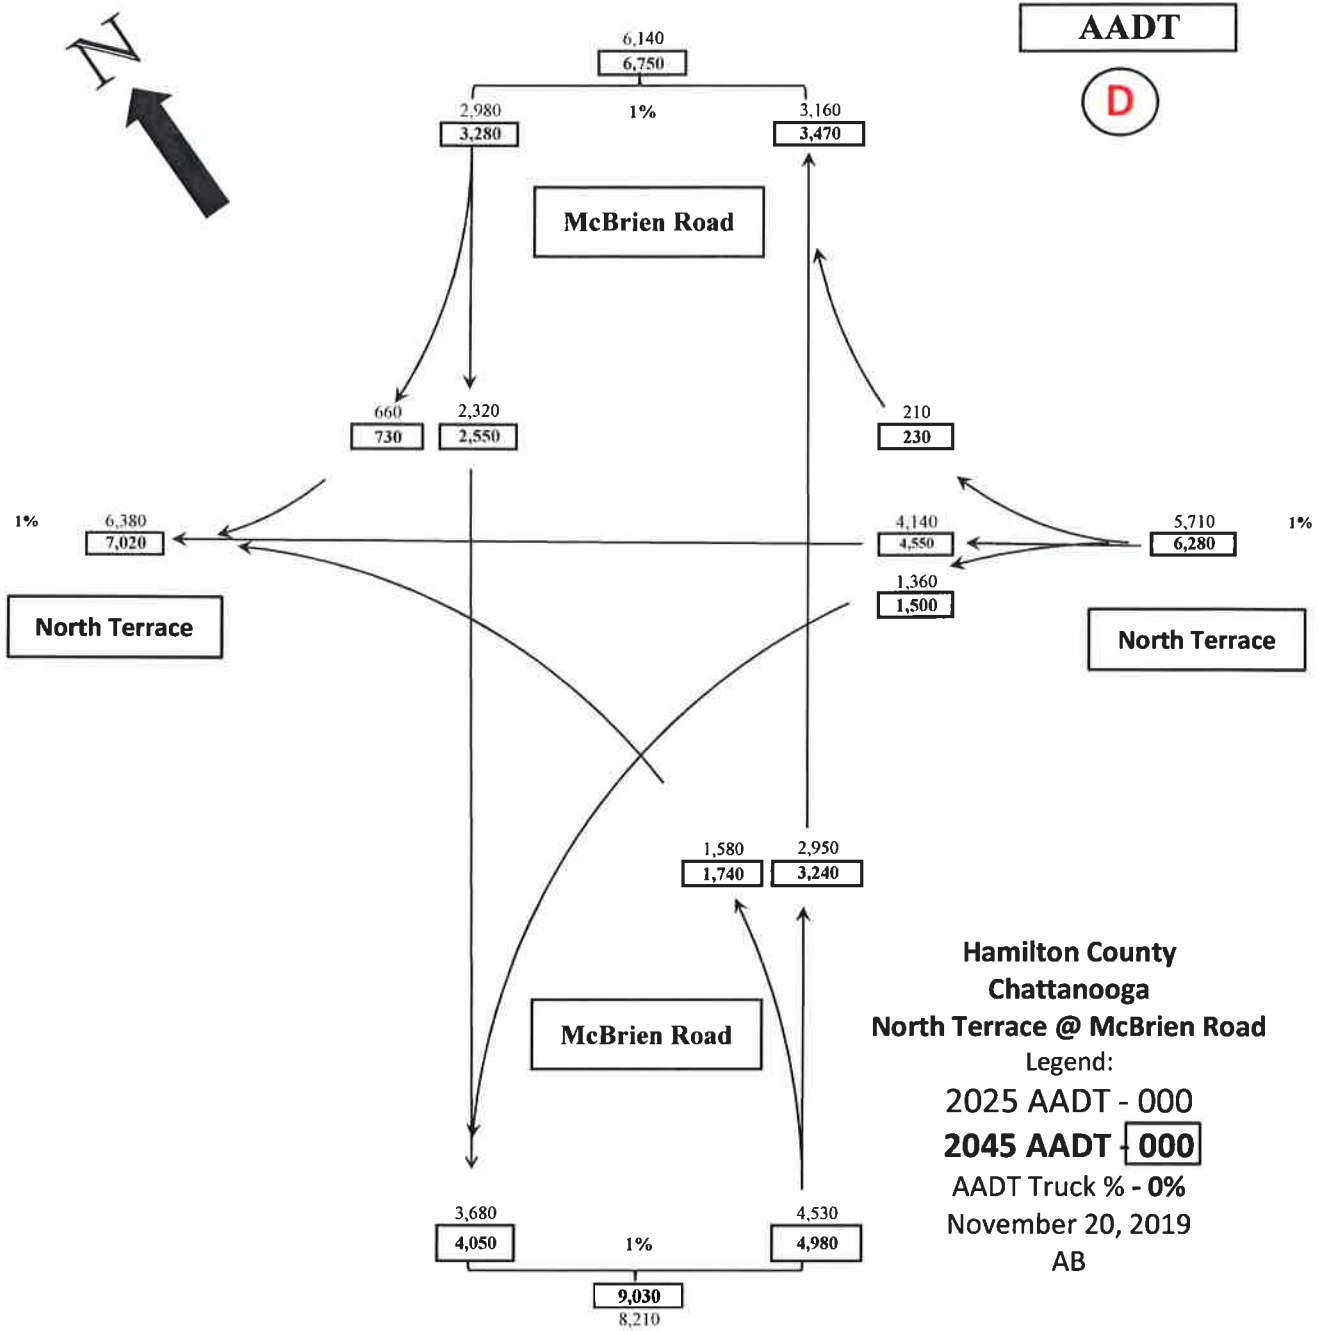 N
AADT
D
6,140
6,750
2,980 1% 3,160
3,280 3,470
McBrien Road
660 2,320 210
730 2,550 230
1% 6,380 4,140 5,710 1%
7,020 4,550 6,280
1,360
1,500
North Terrace North Terrace
1,580 2,950
1,740 3,240
McBrien Road
Hamilton County
Chattanooga
North Terrace @ McBrien Road
Legend:
2025 AADT - 000
2045 AADT - 000
AADT Truck % - 0%
November 20, 2019
AB
3,680 4,530
4,050 1% 4,980
9,030
8,210